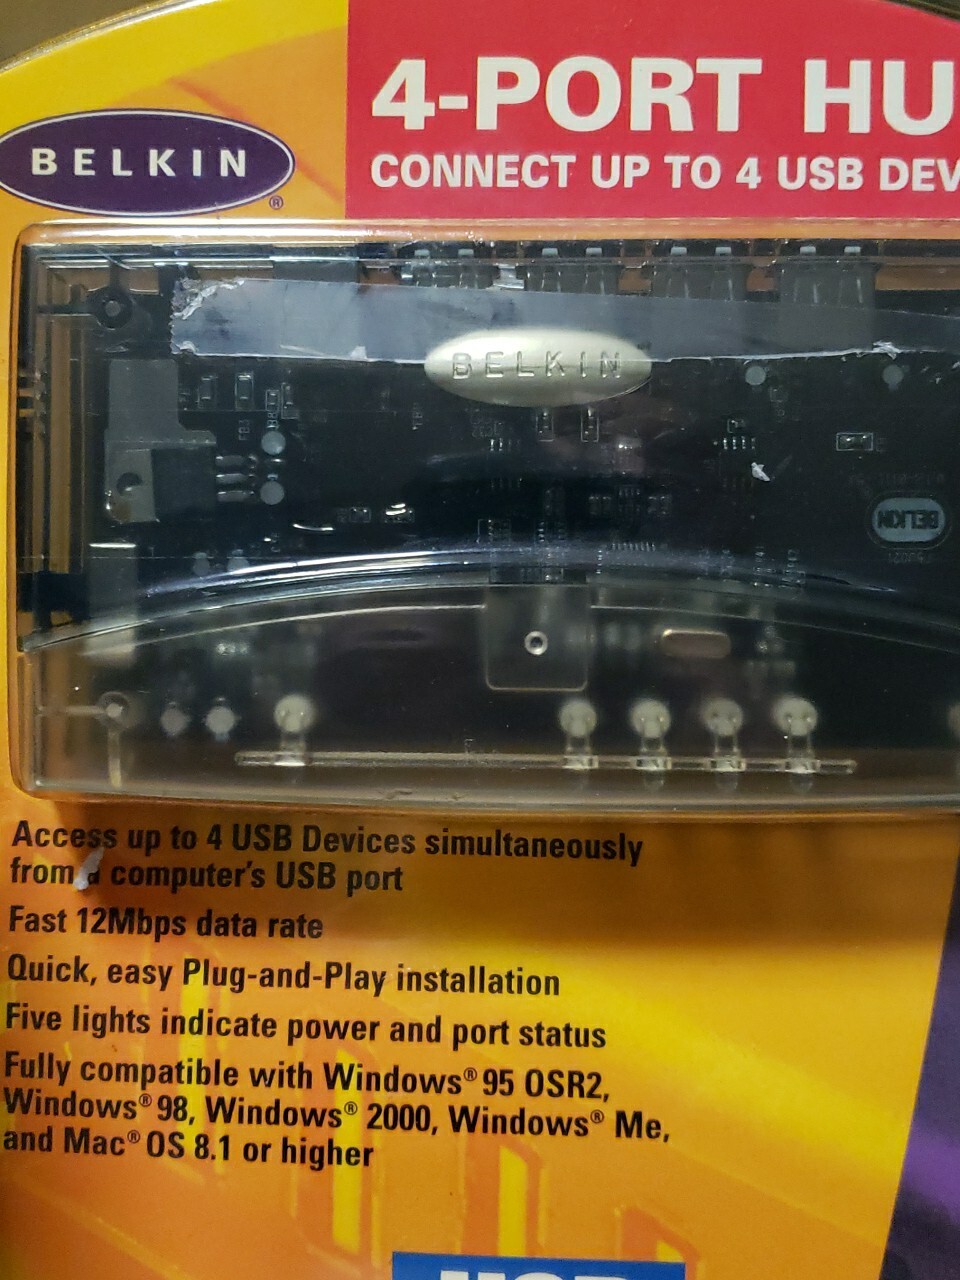 4-PORT HU
BELKIN
®
CONNECT UP TO 4 USB DEV
BELKIN
BELKIN
Access up to 4 USB Devices simultaneously
from a computer's USB port
Fast 12Mbps data rate
Quick, easy Plug-and-Play installation
Five lights indicate power and port status
Fully compatible with Windows® 95 OSR2,
Windows® 98, Windows® 2000, Windows® Me,
and Mac® OS 8.1 or higher
USB